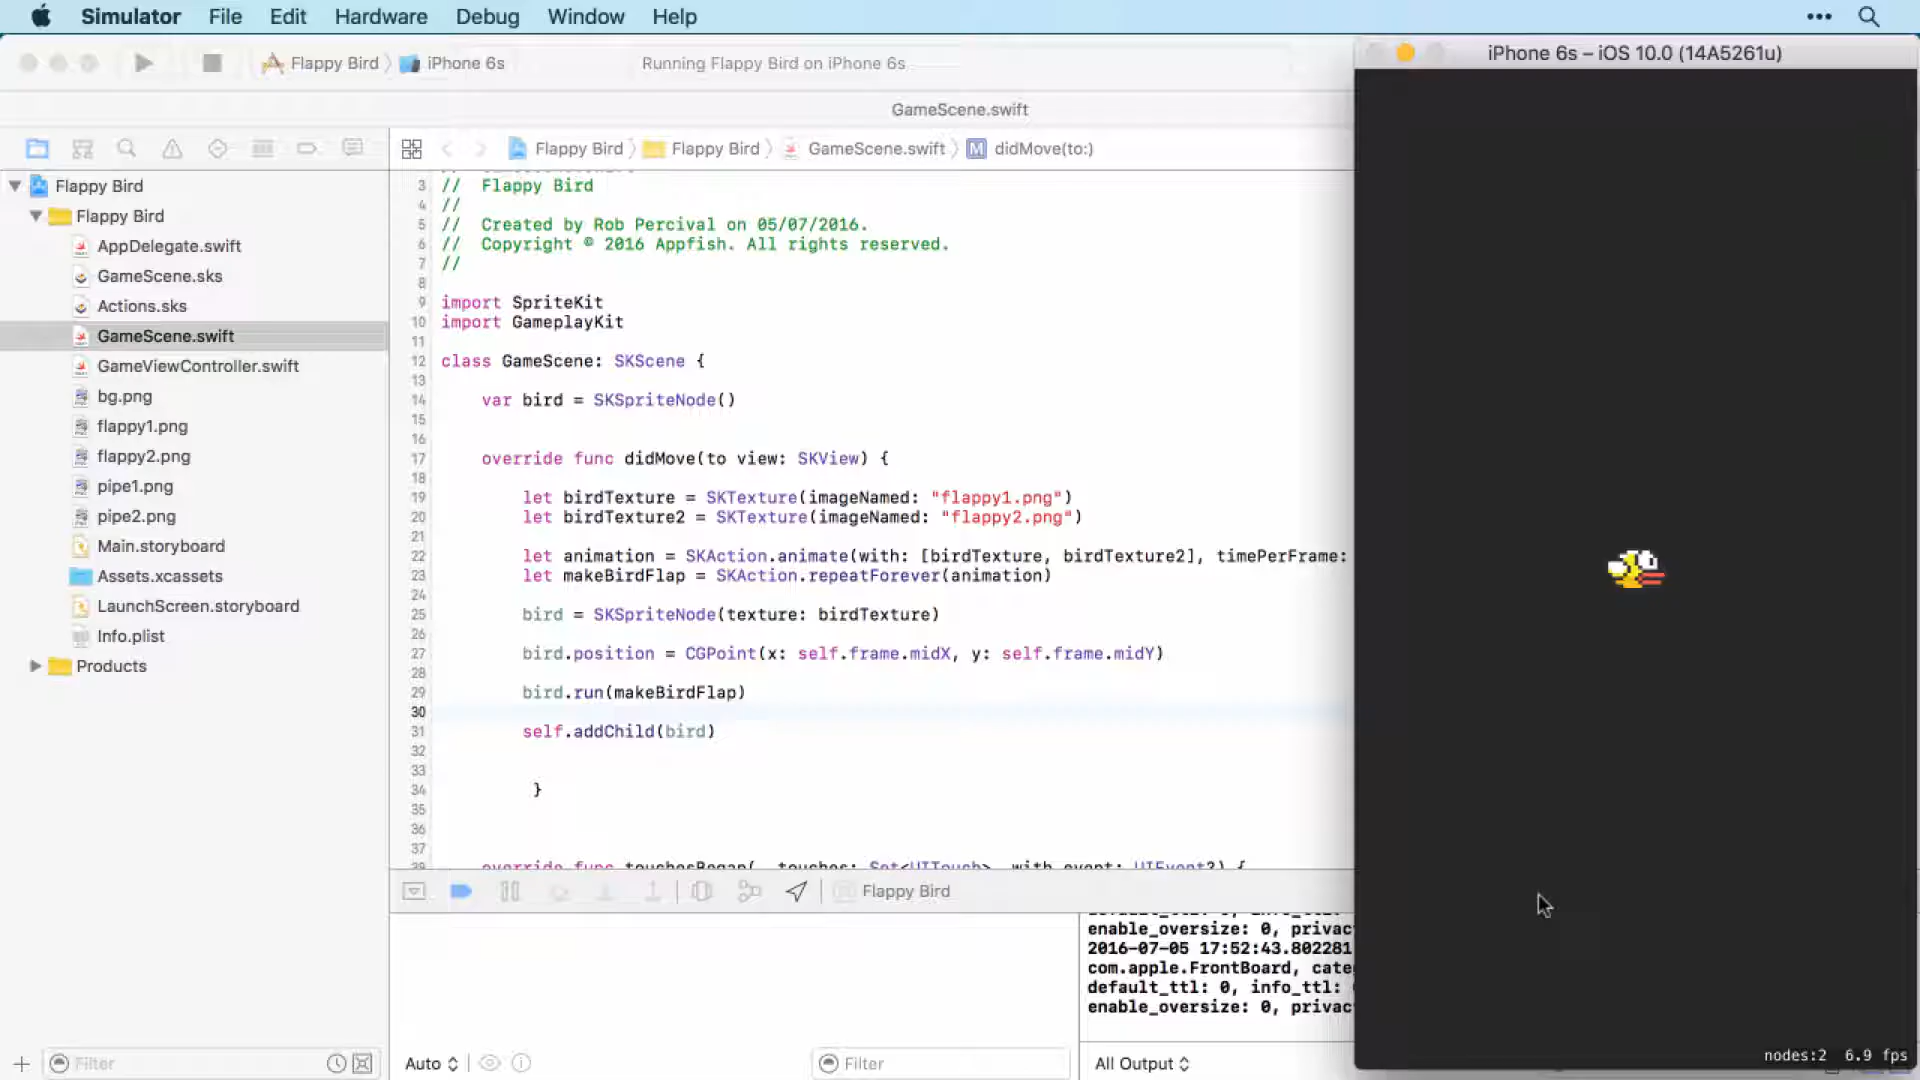 Simulator File Edit Hardware Debug Window Help
Flappy Bird iPhone 6s Running Flappy Bird on iPhone 6s
iPhone 6s – iOS 10.0 (14A5261u)
GameScene.swift
Flappy Bird Flappy Bird GameScene.swift M didMove(to:)
Flappy Bird
Flappy Bird
AppDelegate.swift
GameScene.sks
Actions.sks
GameScene.swift
GameViewController.swift
bg.png
flappy1.png
flappy2.png
pipe1.png
pipe2.png
Main.storyboard
Assets.xcassets
LaunchScreen.storyboard
Info.plist
Products
Filter
3 // Flappy Bird
4 //
5 // Created by Rob Percival on 05/07/2016.
6 // Copyright © 2016 Appfish. All rights reserved.
7 //
8
9 import SpriteKit
10 import GameplayKit
11
12 class GameScene: SKScene {
13
14 var bird = SKSpriteNode()
15
16
17 override func didMove(to view: SKView) {
18
19 let birdTexture = SKTexture(imageNamed: "flappy1.png")
20 let birdTexture2 = SKTexture(imageNamed: "flappy2.png")
21
22 let animation = SKAction.animate(with: [birdTexture, birdTexture2], timePerFrame:
23 let makeBirdFlap = SKAction.repeatForever(animation)
24
25 bird = SKSpriteNode(texture: birdTexture)
26
27 bird.position = CGPoint(x: self.frame.midX, y: self.frame.midY)
28
29 bird.run(makeBirdFlap)
30
31 self.addChild(bird)
32
33
34 }
35
36
37
override func touchesBegan(_ touches: Set<UITouch>, with event: UIEvent?) {
Flappy Bird
enable_oversize: 0, privac
2016-07-05 17:52:43.802281
com.apple.FrontBoard, cate
default_ttl: 0, info_ttl:
enable_oversize: 0, privac
Auto Filter All Output
nodes:2 6.9 fps